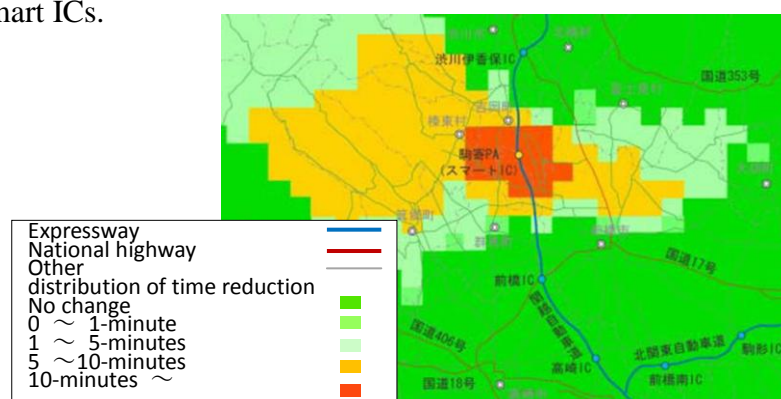 mart ICs.
渋川伊香保IC
国道353号
吉岡町
榛東村
駒寄PA
(スマートIC)
国道17号
前橋IC
関越自動車道
国道406号
北関東自動車道
駒形IC
高崎IC
前橋南IC
国道18号
Expressway
National highway
Other
distribution of time reduction
No change
0 ～ 1-minute
1 ～ 5-minutes
5 ～10-minutes
10-minutes ～